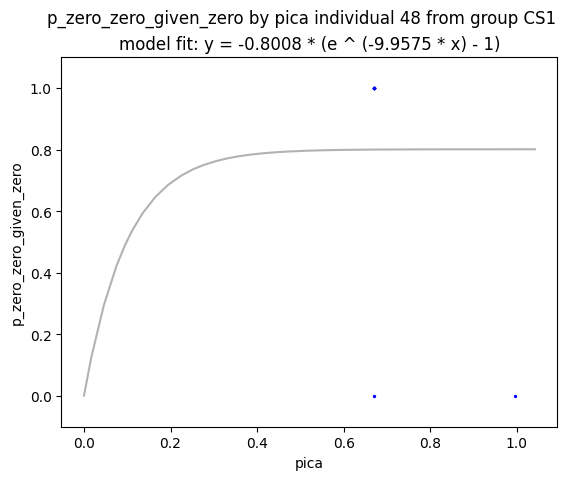 p_zero_zero_given_zero by pica individual 48 from group CS1
model fit: y = -0.8008 * (e ^ (-9.9575 * x) - 1)
1.0
0.8
0.6
0.4
0.2
0.0
p_zero_zero_given_zero
0.0 0.2 0.4 0.6 0.8 1.0
pica